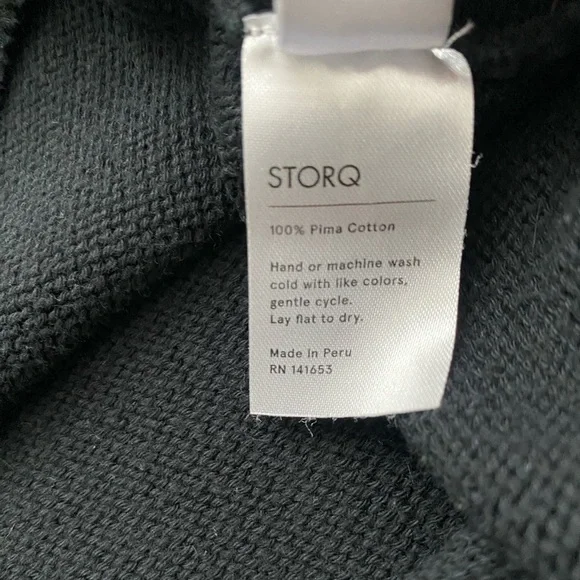 STORQ
100% Pima Cotton
Hand or machine wash
cold with like colors,
gentle cycle.
Lay flat to dry.
Made in Peru
RN 141653